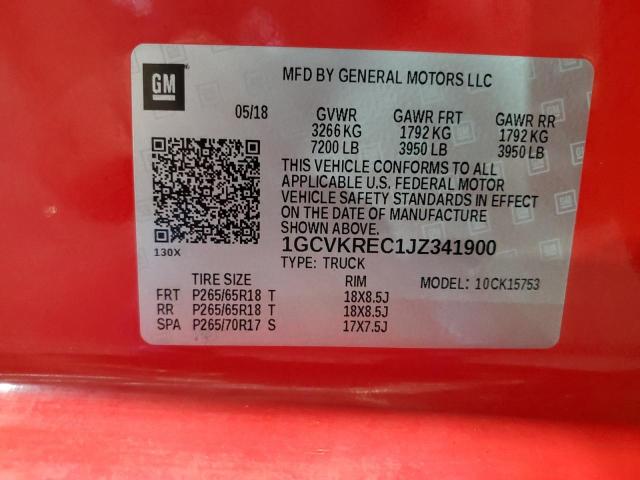 GM
MFD BY GENERAL MOTORS LLC
05/18 GVWR GAWR FRT GAWR RR
3266 KG 1792 KG 1792 KG
7200 LB 3950 LB 3950 LB
THIS VEHICLE CONFORMS TO ALL
APPLICABLE U.S. FEDERAL MOTOR
VEHICLE SAFETY STANDARDS IN EFFECT
ON THE DATE OF MANUFACTURE
SHOWN ABOVE.
130X
1GCVKREC1JZ341900
TYPE: TRUCK
TIRE SIZE RIM MODEL: 10CK15753
FRT P265/65R18 T 18X8.5J
RR P265/65R18 T 18X8.5J
SPA P265/70R17 S 17X7.5J